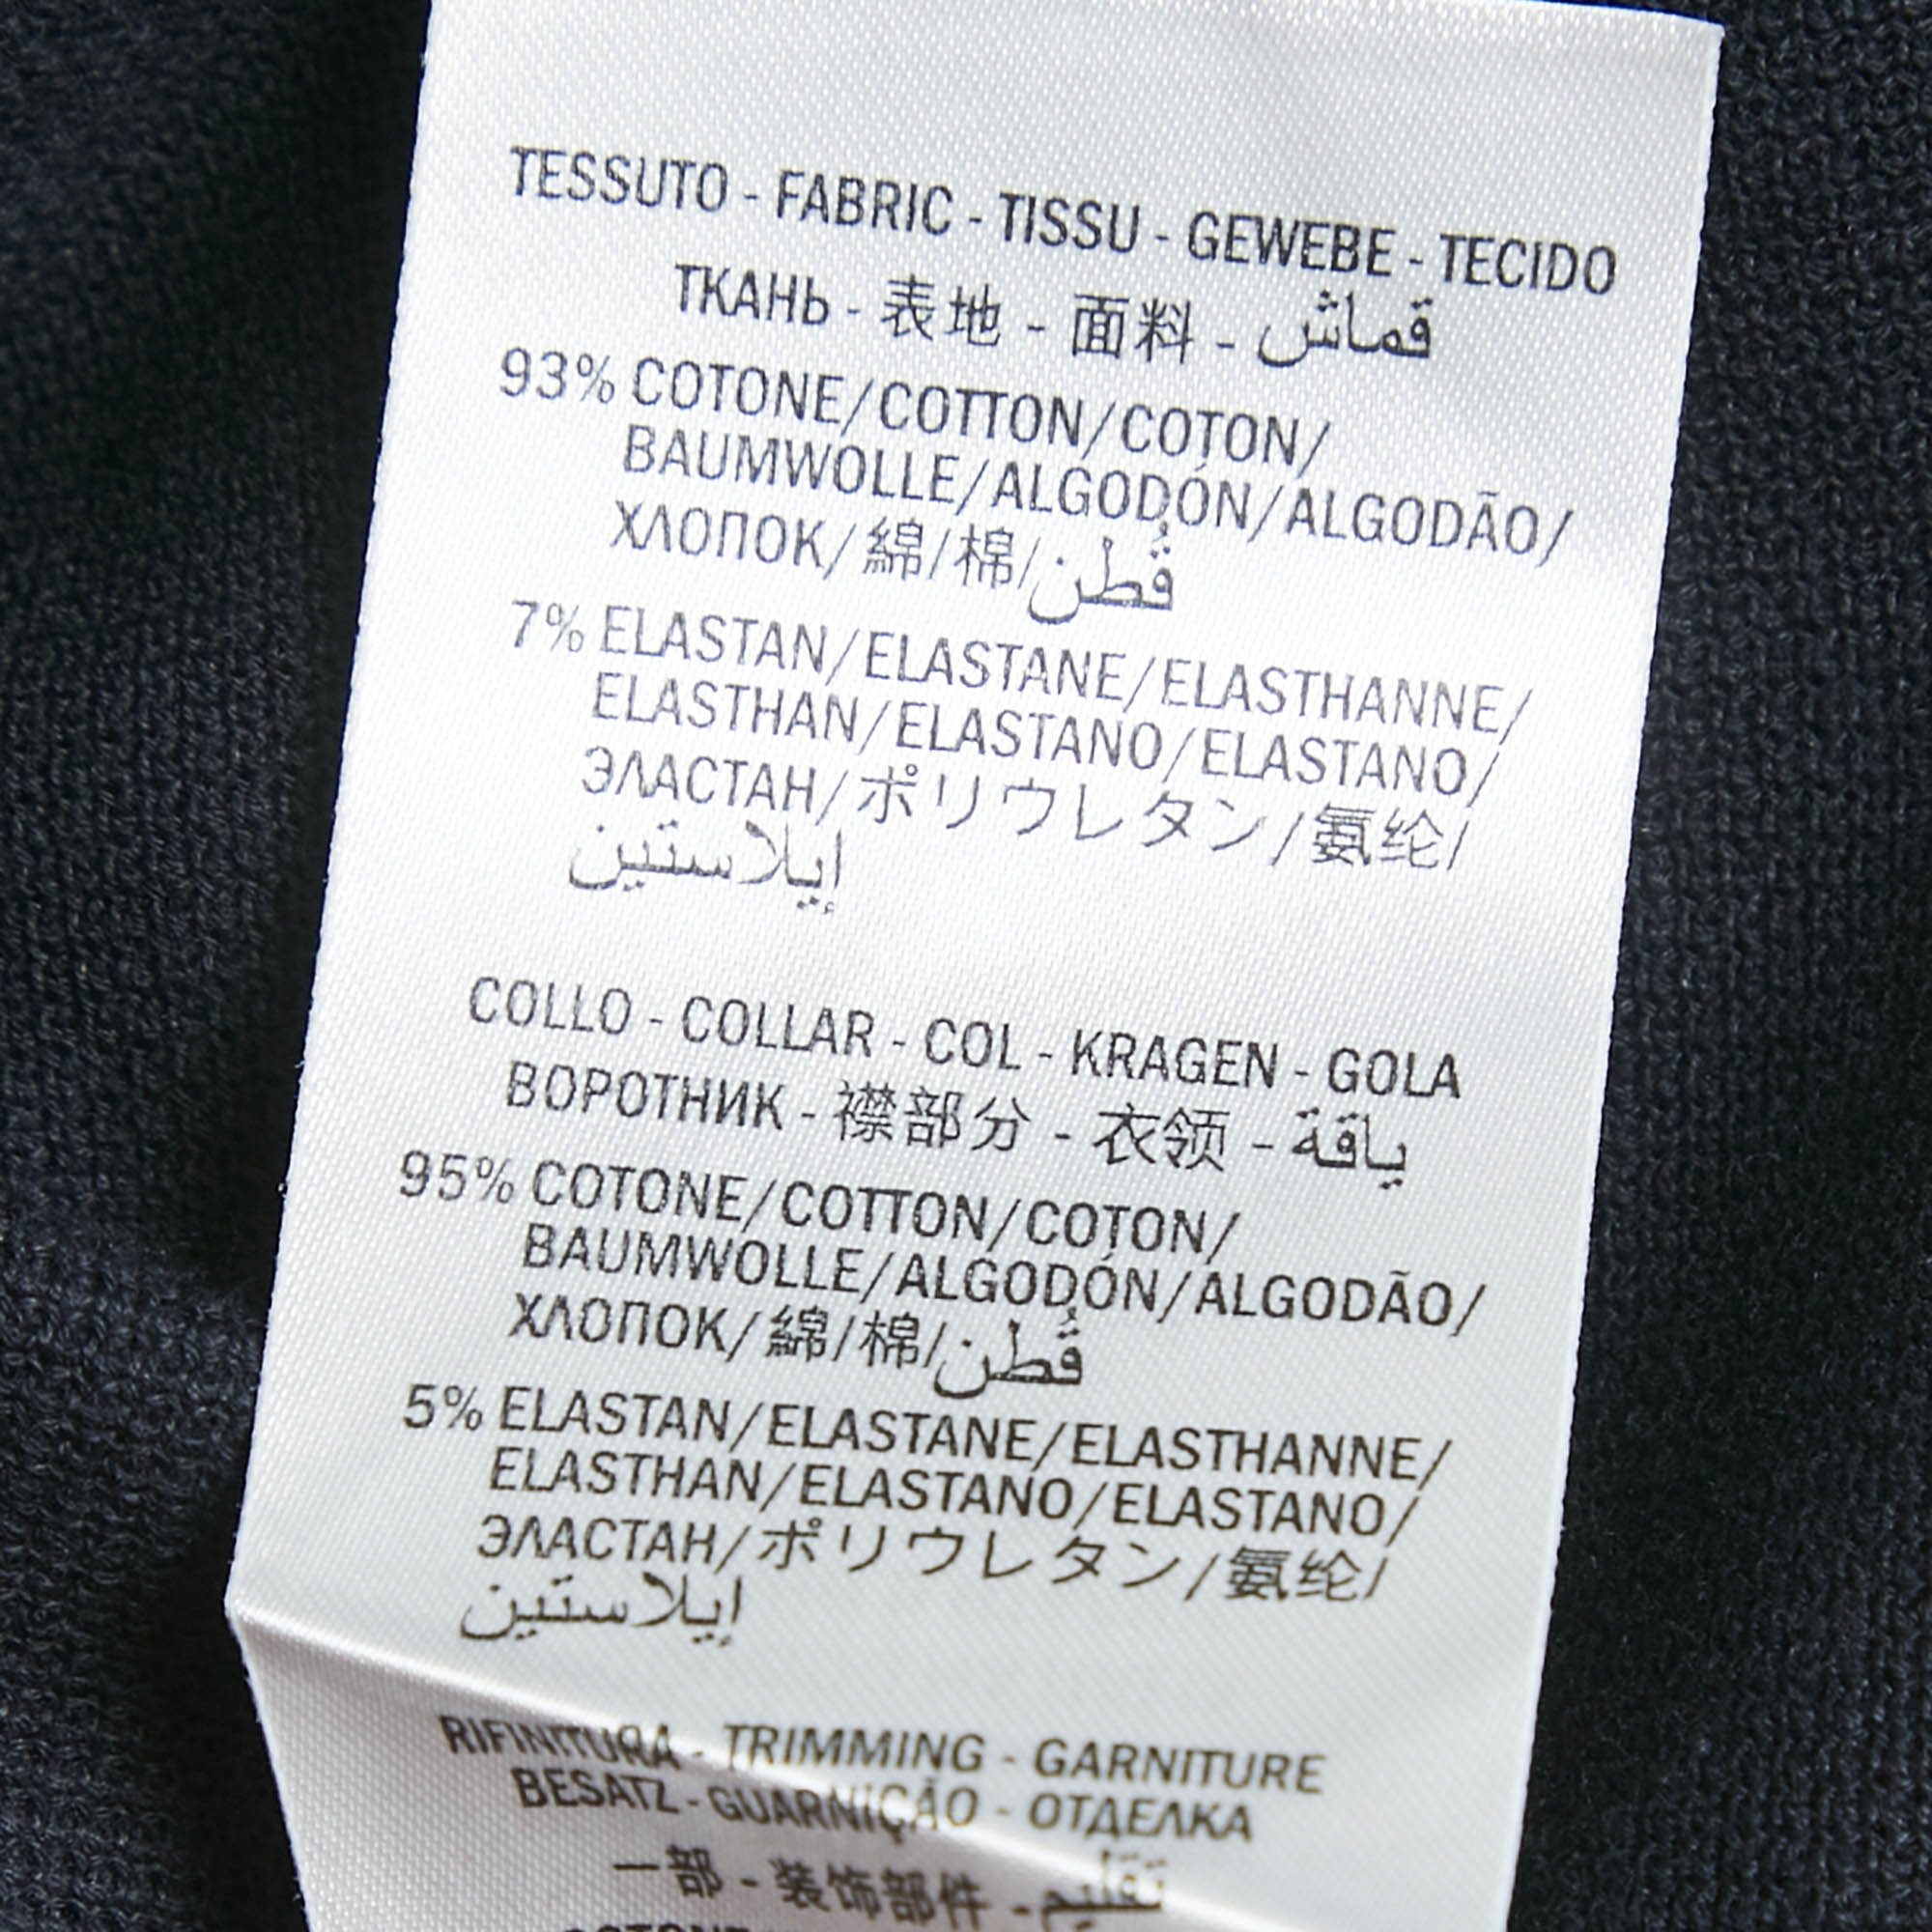 TESSUTO - FABRIC - TISSU - GEWEBE - TECIDO
ТКАНЬ - 表地 - 面料 - قماش
93% COTONE/COTTON/COTON/
BAUMWOLLE/ALGODÓN/ALGODÃO/
ХЛОПОК/綿/棉/قُطن
7% ELASTAN/ELASTANE/ELASTHANNE/
ELASTHAN/ELASTANO/ELASTANO/
ЭЛАСТАН/ポリウレタン/氨纶/
إيلاستين
COLLO - COLLAR - COL - KRAGEN - GOLA
ВОРОТНИК - 襟部分 - 衣领 - ياقة
95% COTONE/COTTON/COTON/
BAUMWOLLE/ALGODÓN/ALGODÃO/
ХЛОПОК/綿/棉/قُطن
5% ELASTAN/ELASTANE/ELASTHANNE/
ELASTHAN/ELASTANO/ELASTANO/
ЭЛАСТАН/ポリウレタン/氨纶/
إيلاستين
RIFINITURA - TRIMMING - GARNITURE
BESATZ - GUARNIÇÃO - ОТДЕЛКА
一部 - 装饰部件 -